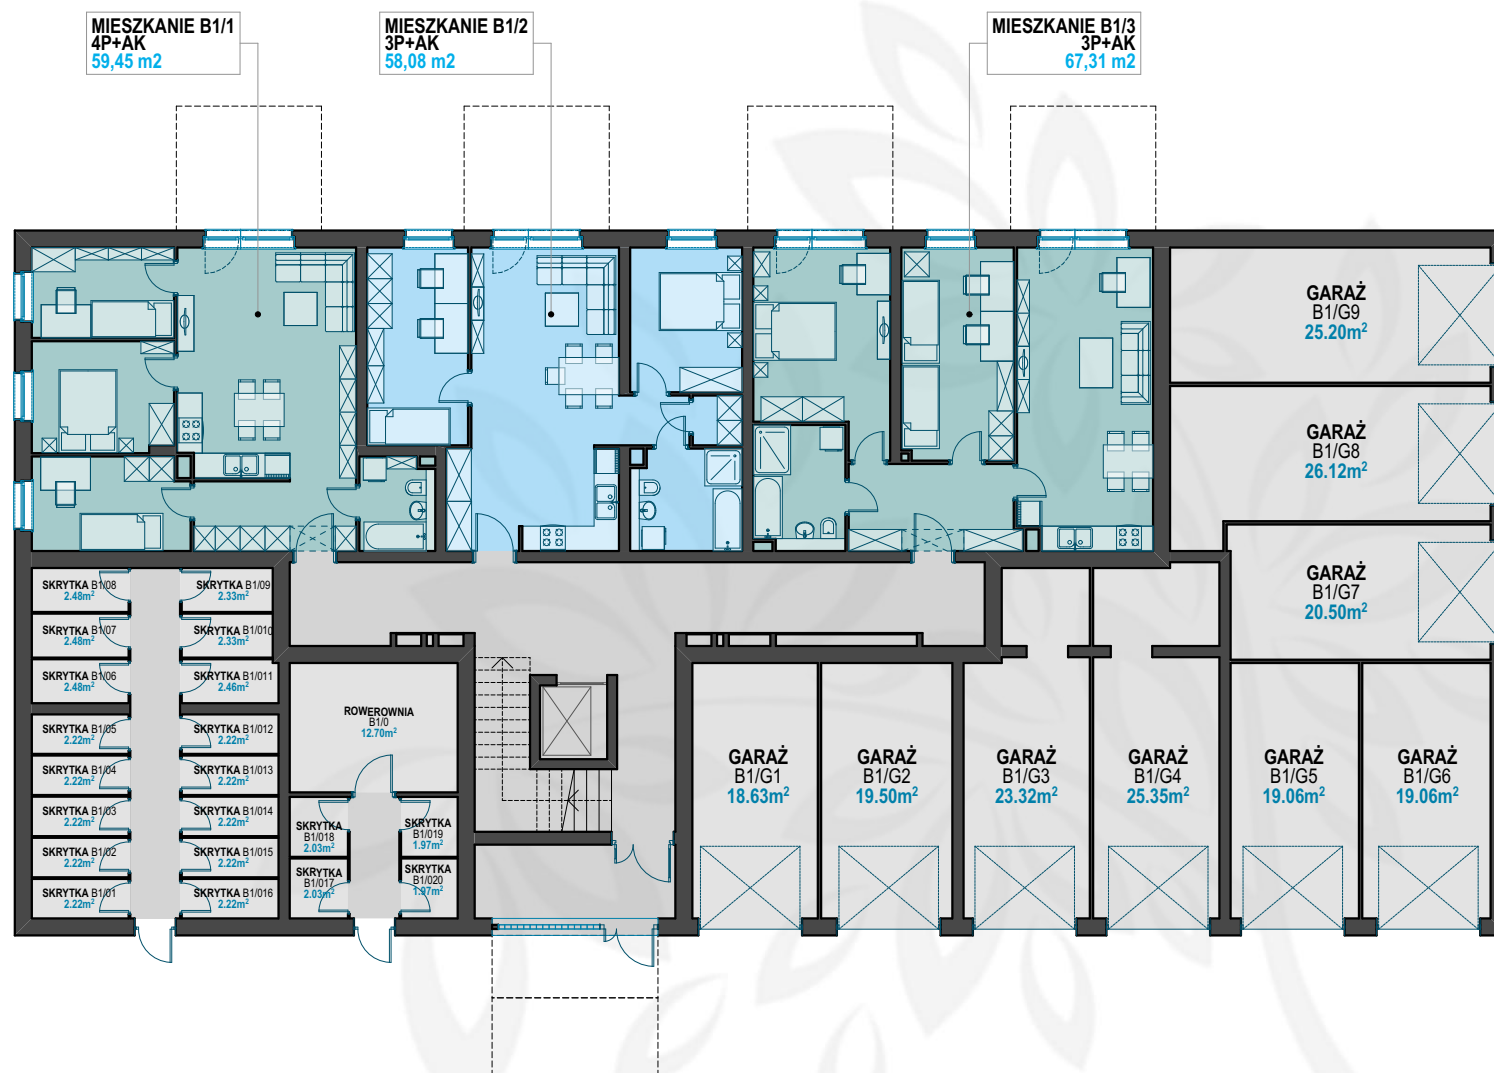 MIESZKANIE B1/1
4P+AK
59,45 m2
MIESZKANIE B1/2
3P+AK
58,08 m2
MIESZKANIE B1/3
3P+AK
67,31 m2
GARAŻ
B1/G9
25.20m²
GARAŻ
B1/G8
26.12m²
GARAŻ
B1/G7
20.50m²
SKRYTKA B1/08
2.48m²
SKRYTKA B1/09
2.33m²
SKRYTKA B1/07
2.48m²
SKRYTKA B1/010
2.33m²
SKRYTKA B1/06
2.48m²
SKRYTKA B1/011
2.46m²
SKRYTKA B1/05
2.22m²
SKRYTKA B1/012
2.22m²
SKRYTKA B1/04
2.22m²
SKRYTKA B1/013
2.22m²
SKRYTKA B1/03
2.22m²
SKRYTKA B1/014
2.22m²
SKRYTKA B1/02
2.22m²
SKRYTKA B1/015
2.22m²
SKRYTKA B1/01
2.22m²
SKRYTKA B1/016
2.22m²
ROWEROWNIA
B1/0
12.70m²
SKRYTKA
B1/018
2.03m²
SKRYTKA
B1/019
1.97m²
SKRYTKA
B1/017
2.03m²
SKRYTKA
B1/020
1.97m²
GARAŻ
B1/G1
18.63m²
GARAŻ
B1/G2
19.50m²
GARAŻ
B1/G3
23.32m²
GARAŻ
B1/G4
25.35m²
GARAŻ
B1/G5
19.06m²
GARAŻ
B1/G6
19.06m²